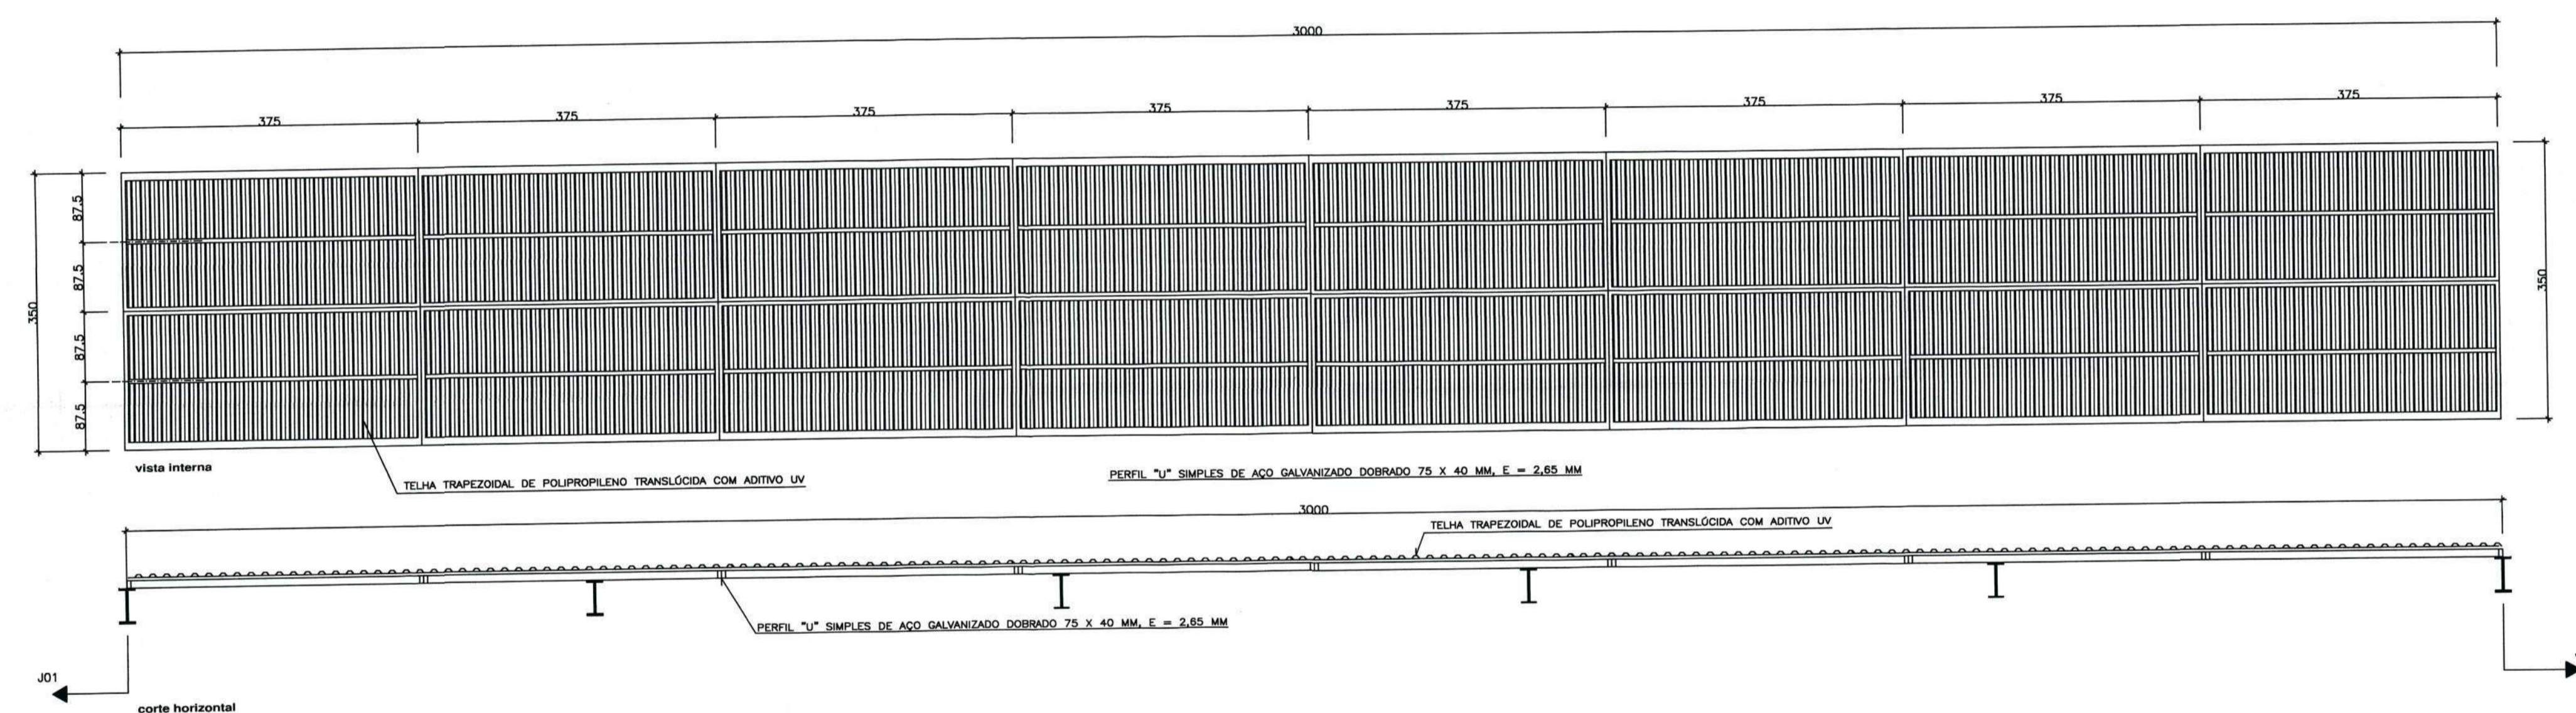 3000
375 375 375 375 375 375 375 375
87.5
87.5
87.5
87.5
350
350
vista interna
TELHA TRAPEZOIDAL DE POLIPROPILENO TRANSLÚCIDA COM ADITIVO UV
PERFIL "U" SIMPLES DE AÇO GALVANIZADO DOBRADO 75 X 40 MM, E = 2,65 MM
3000
TELHA TRAPEZOIDAL DE POLIPROPILENO TRANSLÚCIDA COM ADITIVO UV
PERFIL "U" SIMPLES DE AÇO GALVANIZADO DOBRADO 75 X 40 MM, E = 2,65 MM
J01
corte horizontal